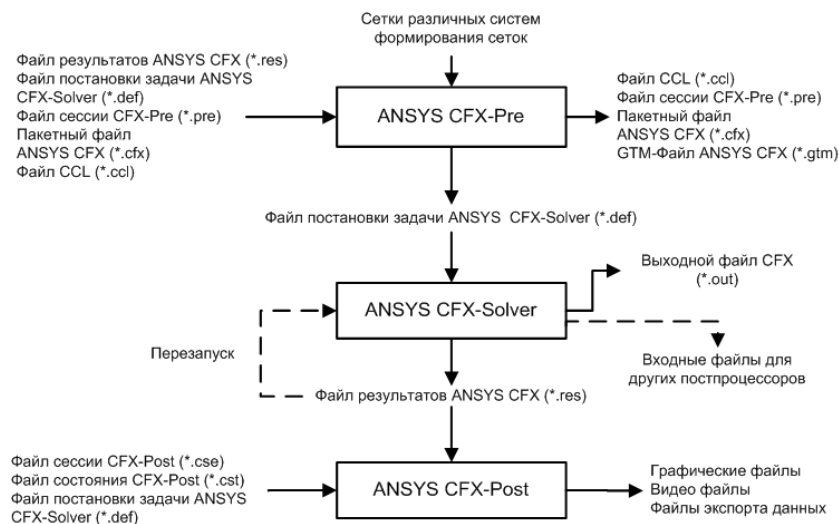 Сетки различных систем
формирования сеток
Файл результатов ANSYS CFX (*.res)
Файл постановки задачи ANSYS
CFX-Solver (*.def)
Файл сессии CFX-Pre (*.pre)
Пакетный файл
ANSYS CFX (*.cfx)
Файл CCL (*.ccl)
ANSYS CFX-Pre
Файл CCL (*.ccl)
Файл сессии CFX-Pre (*.pre)
Пакетный файл
ANSYS CFX (*.cfx)
GTM-Файл ANSYS CFX (*.gtm)
Файл постановки задачи ANSYS CFX-Solver (*.def)
ANSYS CFX-Solver
Выходной файл CFX
(*.out)
Перезапуск
Входные файлы для
других постпроцессоров
Файл результатов ANSYS CFX (*.res)
Файл сессии CFX-Post (*.cse)
Файл состояния CFX-Post (*.cst)
Файл постановки задачи ANSYS
CFX-Solver (*.def)
ANSYS CFX-Post
Графические файлы
Видео файлы
Файлы экспорта данных